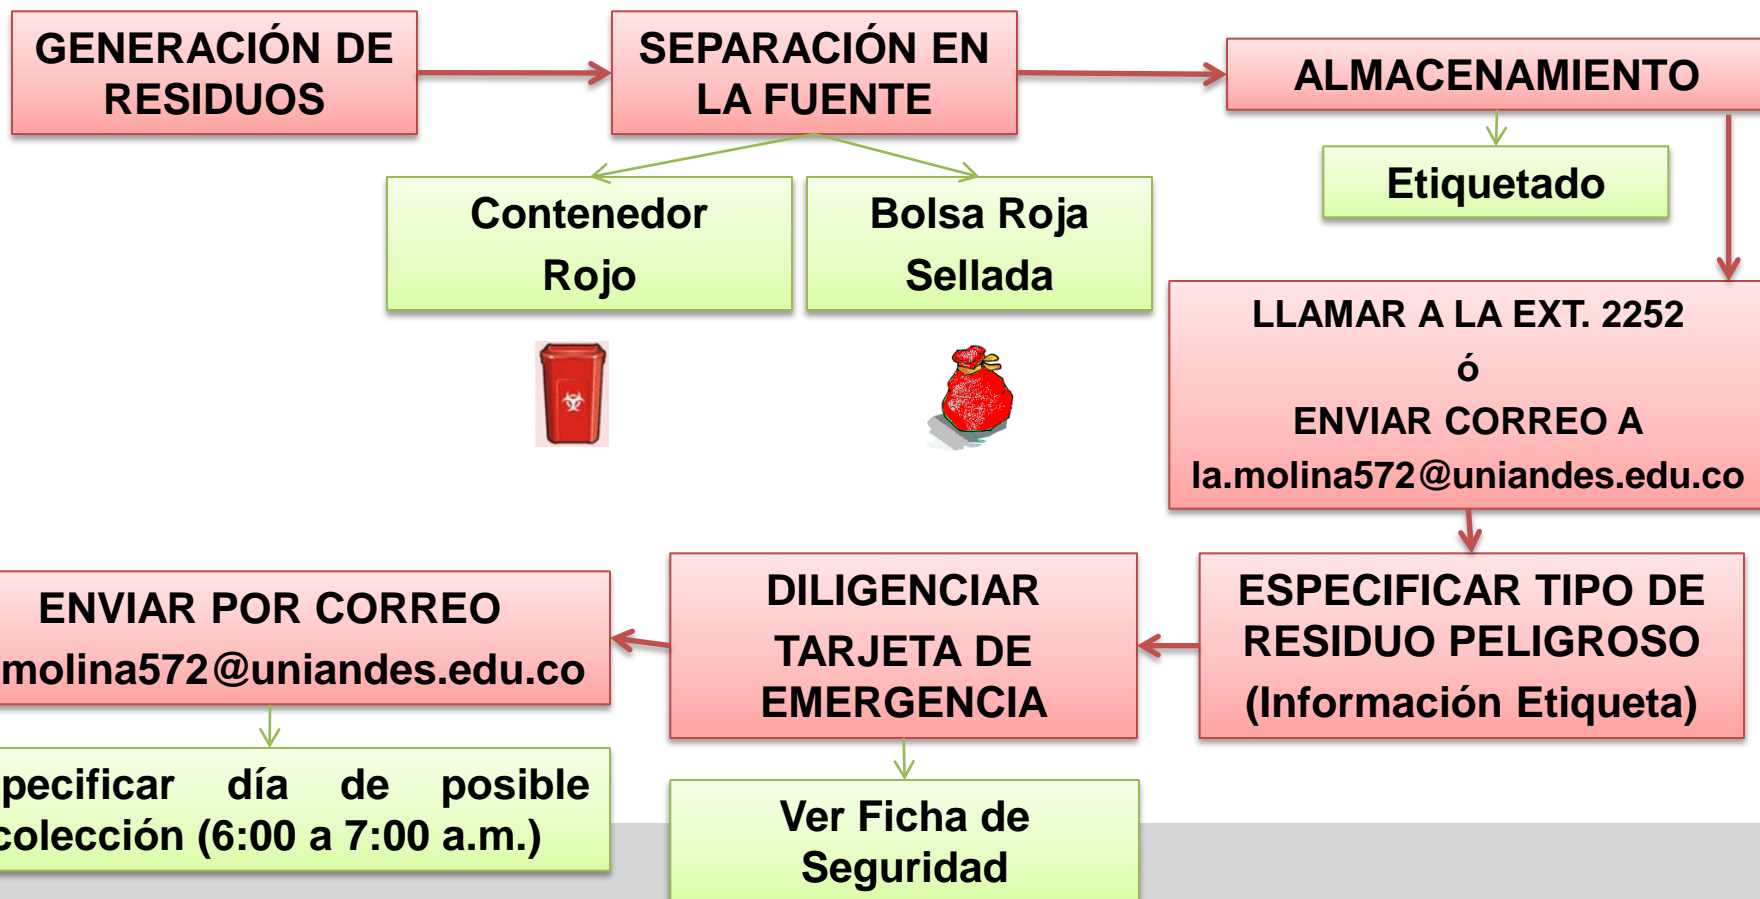 GENERACIÓN DE
RESIDUOS
SEPARACIÓN EN
LA FUENTE
ALMACENAMIENTO
Contenedor
Rojo
Bolsa Roja
Sellada
Etiquetado
LLAMAR A LA EXT. 2252
ó
ENVIAR CORREO A
la.molina572@uniandes.edu.co
ESPECIFICAR TIPO DE
RESIDUO PELIGROSO
(Información Etiqueta)
DILIGENCIAR
TARJETA DE
EMERGENCIA
Ver Ficha de
Seguridad
ENVIAR POR CORREO
molina572@uniandes.edu.co
pecificar día de posible
colección (6:00 a 7:00 a.m.)